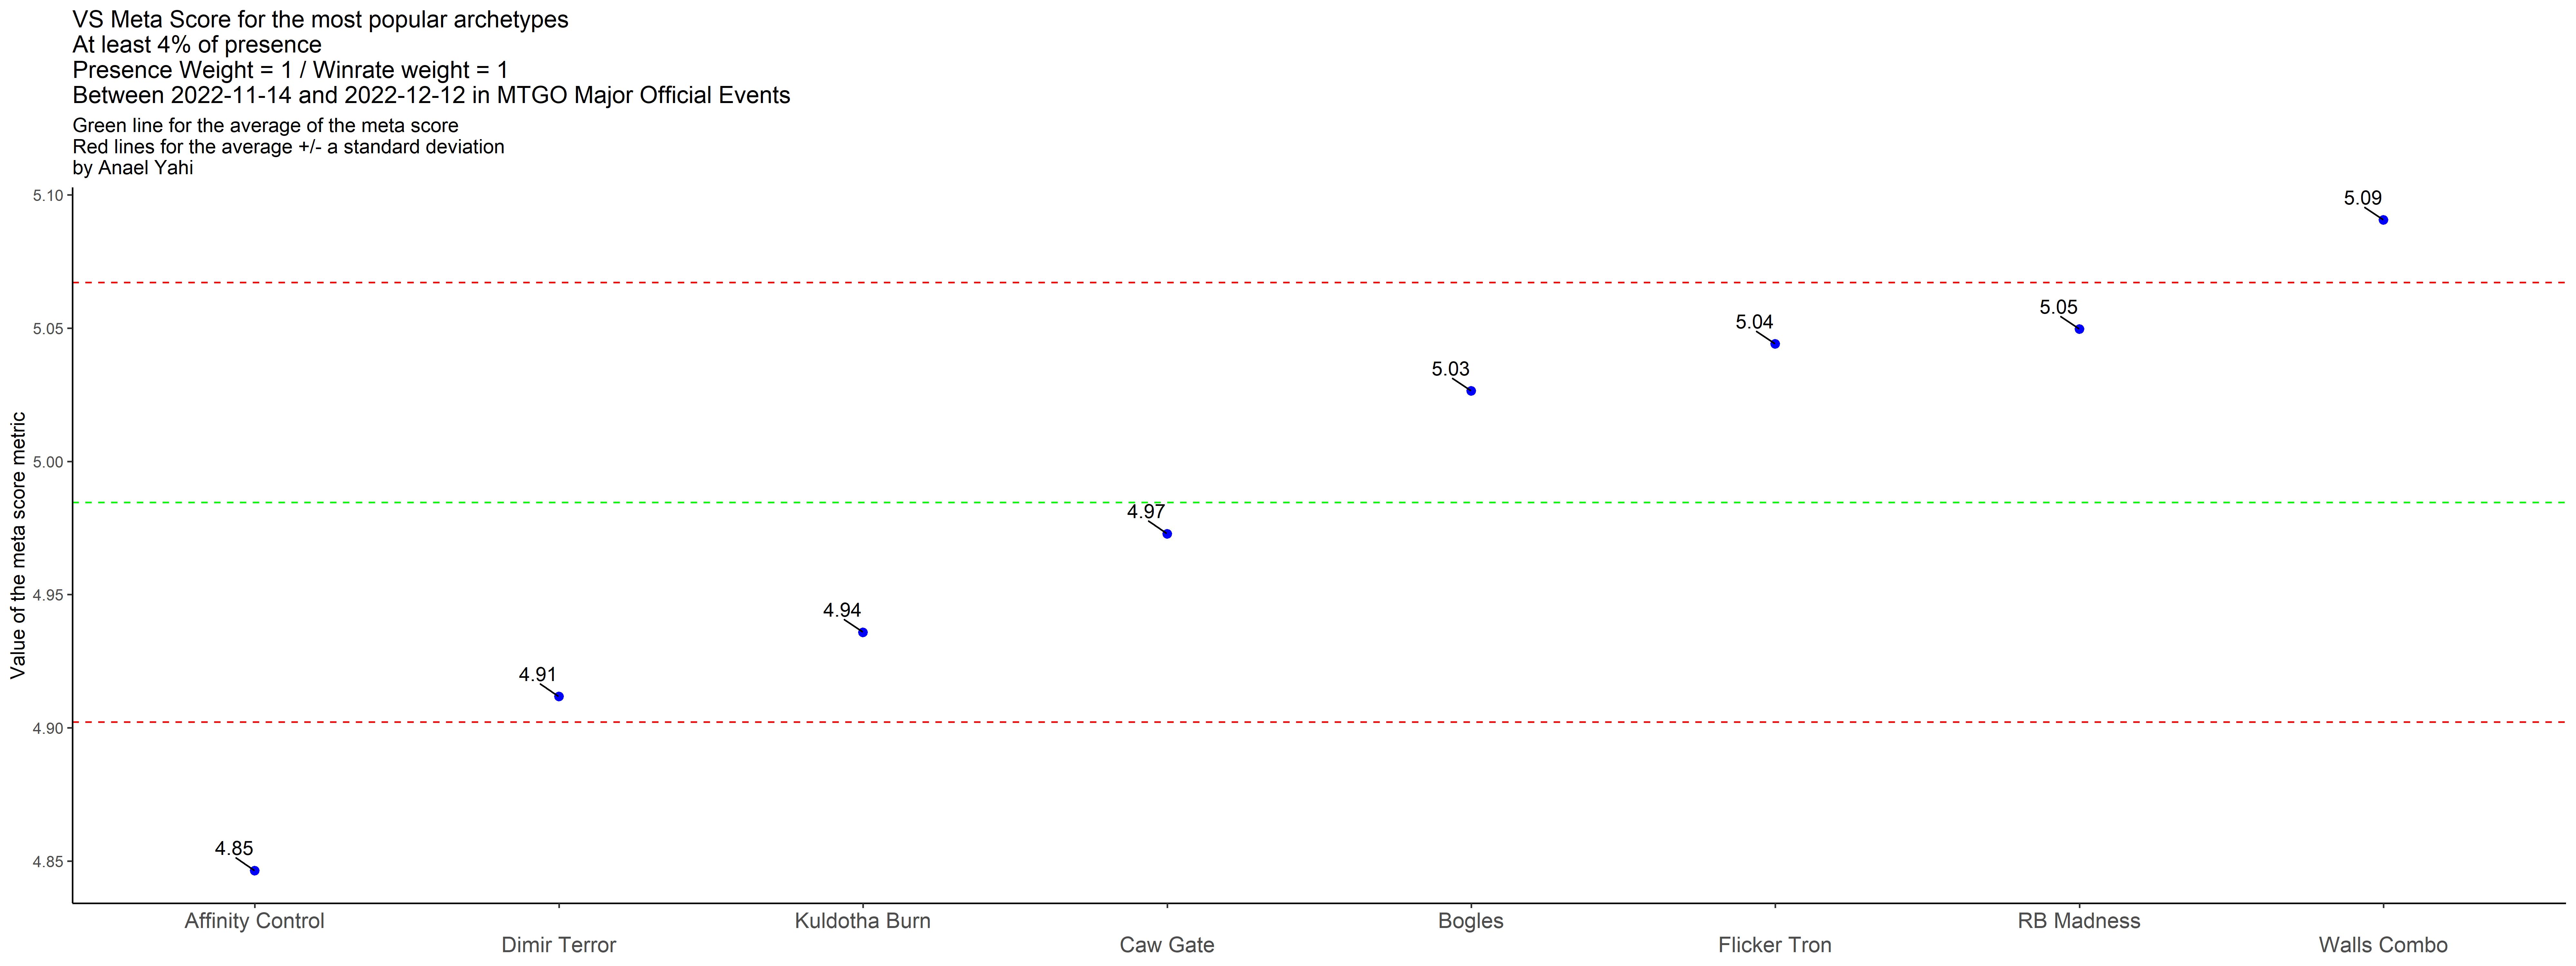 VS Meta Score for the most popular archetypes
At least 4% of presence
Presence Weight = 1 / Winrate weight = 1
Between 2022-11-14 and 2022-12-12 in MTGO Major Official Events
Green line for the average of the meta score
Red lines for the average +/- a standard deviation
by Anael Yahi
Value of the meta score metric
5.10
5.05
5.00
4.95
4.90
4.85
4.85
4.91
4.94
4.97
5.03
5.04
5.05
5.09
Affinity Control
Dimir Terror
Kuldotha Burn
Caw Gate
Bogles
Flicker Tron
RB Madness
Walls Combo